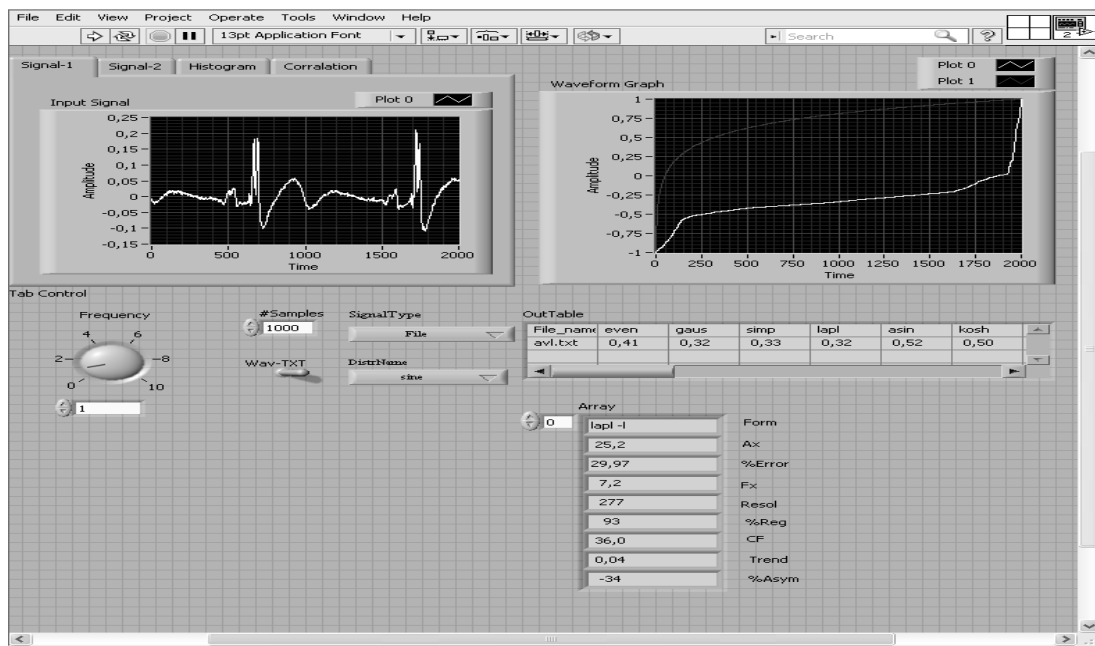 File Edit View Project Operate Tools Window Help
13pt Application Font
Search
2
Signal-1 Signal-2 Histogram Corralation
Input Signal
Plot 0
Amplitude
0,25
0,2
0,15
0,1
0,05
0
-0,05
-0,1
-0,15
0 500 1000 1500 2000
Time
Waveform Graph
Plot 0
Plot 1
Amplitude
1
0,75
0,5
0,25
0
-0,25
-0,5
-0,75
-1
0 250 500 750 1000 1250 1500 1750 2000
Time
Tab Control
Frequency
0 2 4 6 8 10
1
#Samples
1000
Wav-TXT
SignalType
File
DistrName
sine
OutTable
File_name even gaus simp lapl asin kosh
avl.txt 0,41 0,32 0,33 0,32 0,52 0,50
Array
0
lapl -l Form
25,2 Ax
29,97 %Error
7,2 Fx
277 Resol
93 %Reg
36,0 CF
0,04 Trend
-34 %Asym